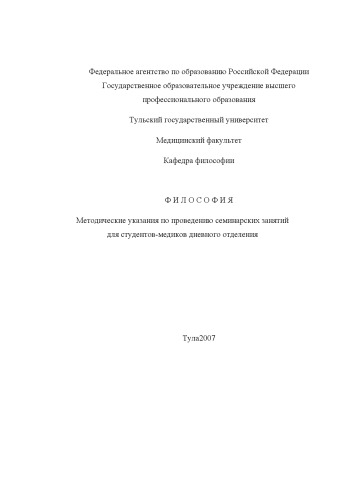 Федеральное агентство по образованию Российской Федерации
Государственное образовательное учреждение высшего
профессионального образования
Тульский государственный университет
Медицинский факультет
Кафедра философии
Ф И Л О С О Ф И Я
Методические указания по проведению семинарских занятий
для студентов-медиков дневного отделения
Тула2007